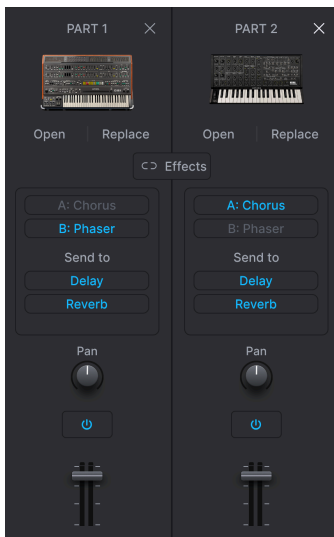 PART 1
PART 2
Open Replace
Open Replace
Effects
A: Chorus
B: Phaser
Send to
Delay
Reverb
A: Chorus
B: Phaser
Send to
Delay
Reverb
Pan
Pan